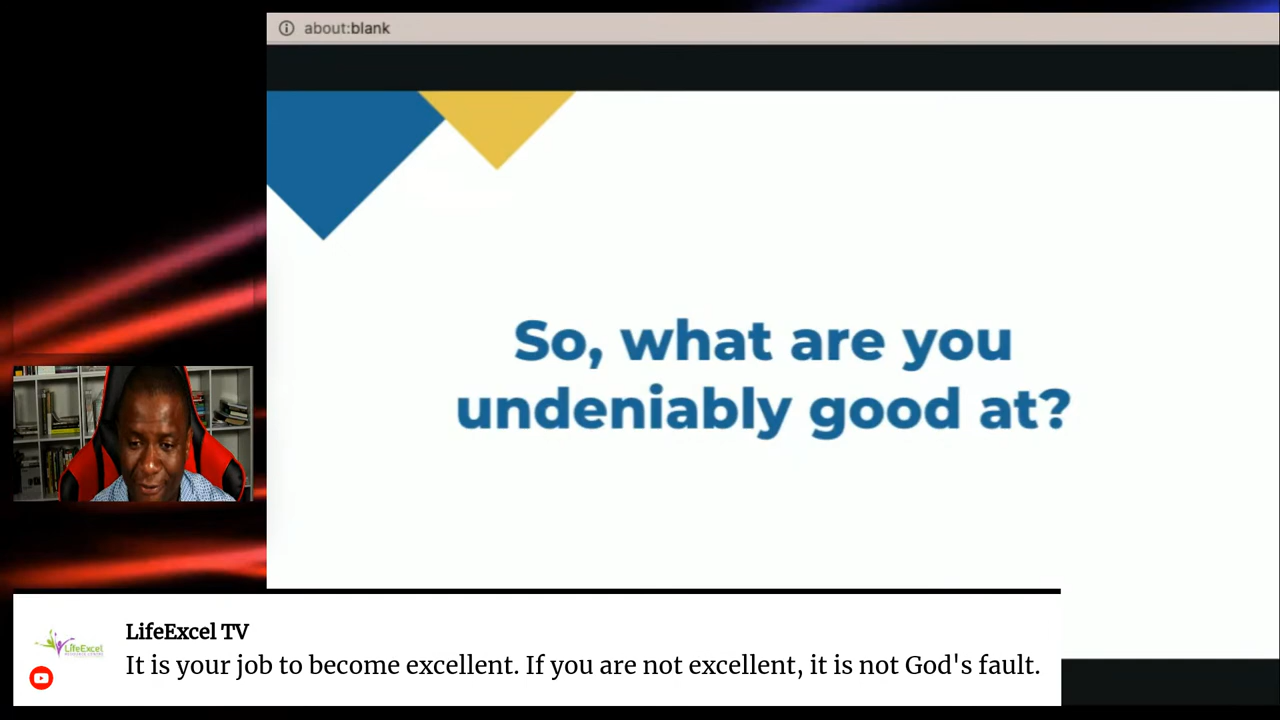 about:blank
So, what are you
undeniably good at?
LifeExcel TV
It is your job to become excellent. If you are not excellent, it is not God's fault.
LifeExcel